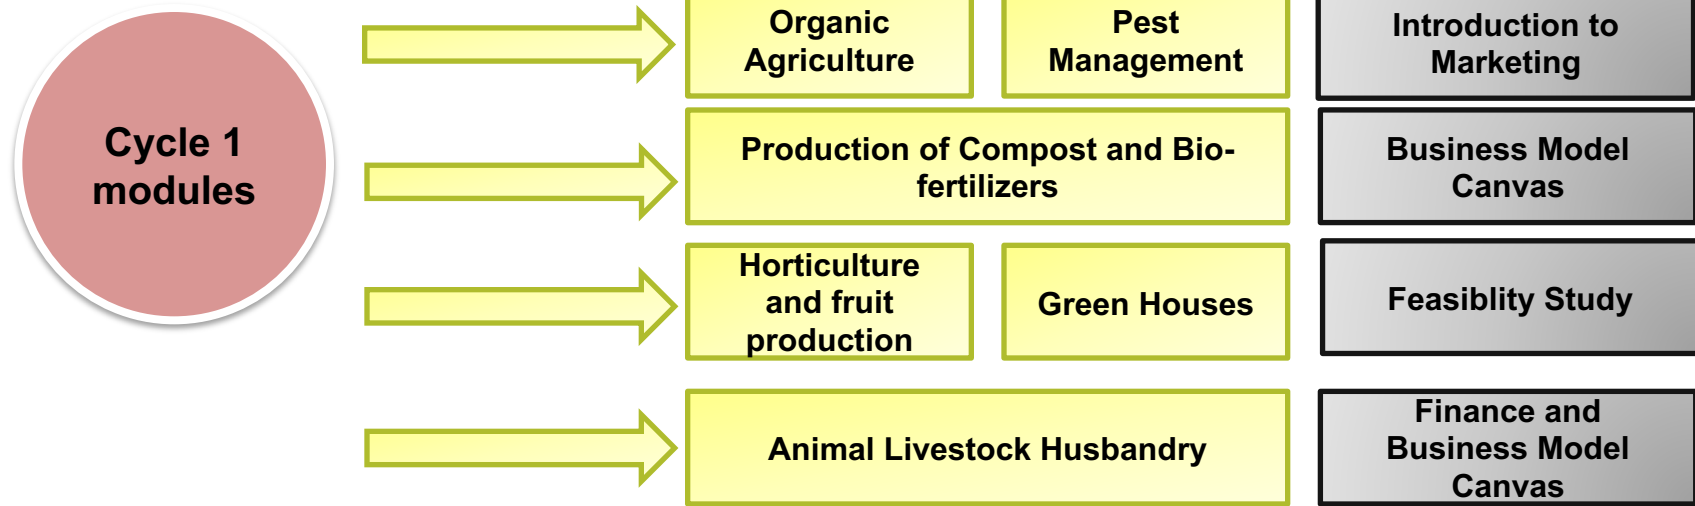 Cycle 1
modules
Organic
Agriculture
Pest
Management
Introduction to
Marketing
Production of Compost and Bio-
fertilizers
Business Model
Canvas
Horticulture
and fruit
production
Green Houses
Feasiblity Study
Animal Livestock Husbandry
Finance and
Business Model
Canvas